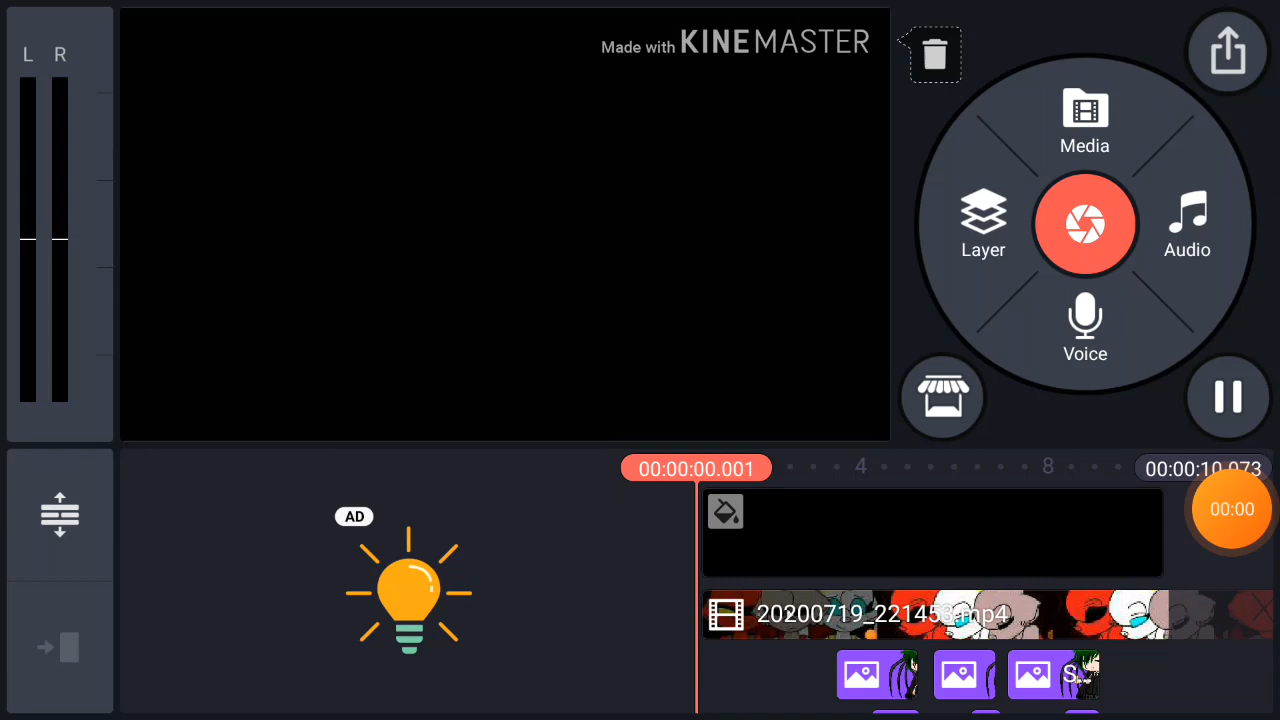 L R
Made with KINEMASTER
Media
Layer
Audio
Voice
00:00:00.001
4
8
00:00:10.973
00:00
AD
20200719_221453.mp4
S...